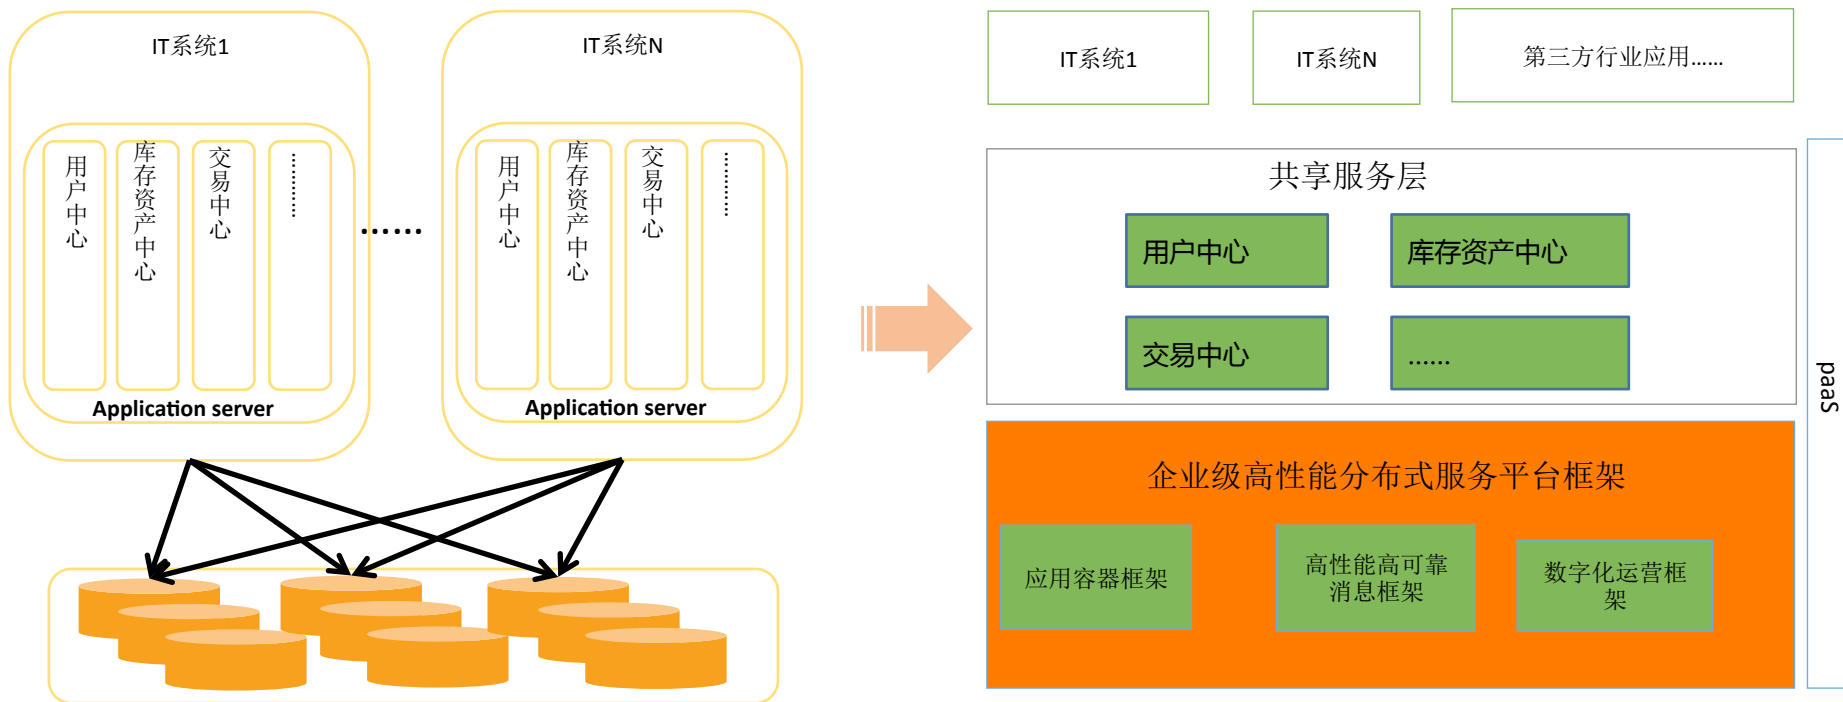 IT系统1
用户中心
库存资产中心
交易中心
............
Application server
……
IT系统N
用户中心
库存资产中心
交易中心
............
Application server
IT系统1
IT系统N
第三方行业应用……
共享服务层
用户中心
库存资产中心
交易中心
……
paaS
企业级高性能分布式服务平台框架
应用容器框架
高性能高可靠
消息框架
数字化运营框
架